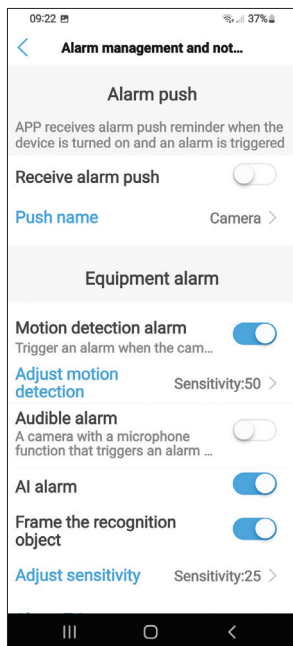 09:22 37%
Alarm management and not...
Alarm push
APP receives alarm push reminder when the
device is turned on and an alarm is triggered
Receive alarm push
Push name Camera >
Equipment alarm
Motion detection alarm
Trigger an alarm when the cam...
Adjust motion
detection
Sensitivity:50 >
Audible alarm
A camera with a microphone
function that triggers an alarm ...
AI alarm
Frame the recognition
object
Adjust sensitivity Sensitivity:25 >